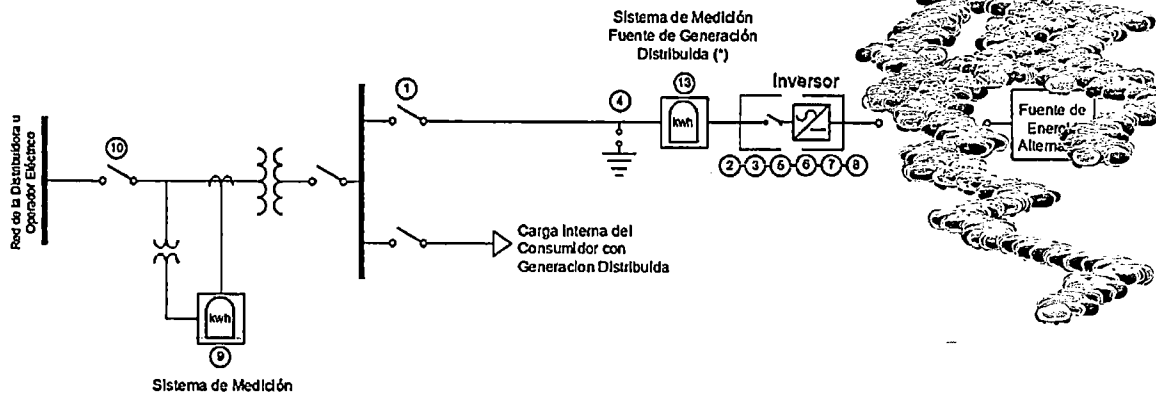 Sistema de Medición
Fuente de Generación
Distribuida (*)
13
1
4
Inversor
kwh
Fuente de
2 3 5 6 7 8
10
Red de la Distribuidora u
Operador Eléctrico
Carga Interna del
Consumidor con
Generacion Distribuida
kwh
9
Sistema de Medición